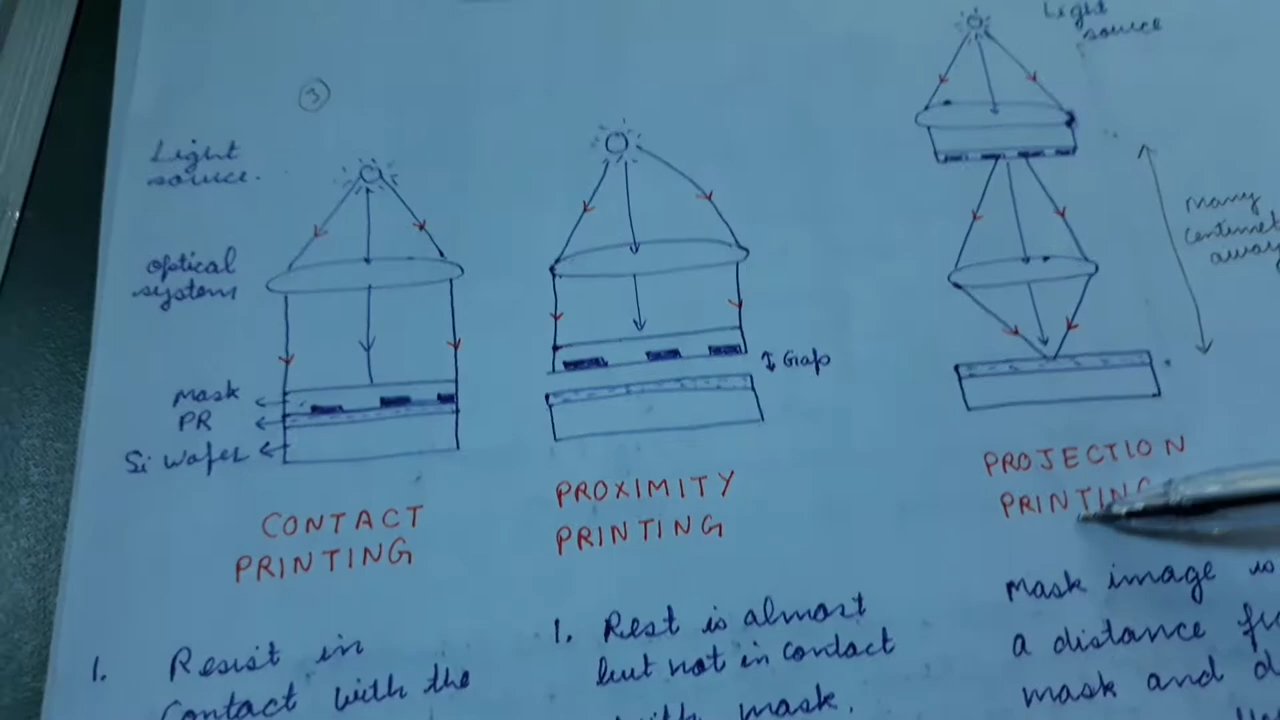 3
Light
source.
optical
system
Mask
PR
Si wafer
CONTACT
PRINTING
1. Resist in
contact with the
Gap
PROXIMITY
PRINTING
1. Rest is almost
but not in contact
with mask.
Light
source
many
away
PROJECTION
PRINTING
Mask image is
a distance
mask and